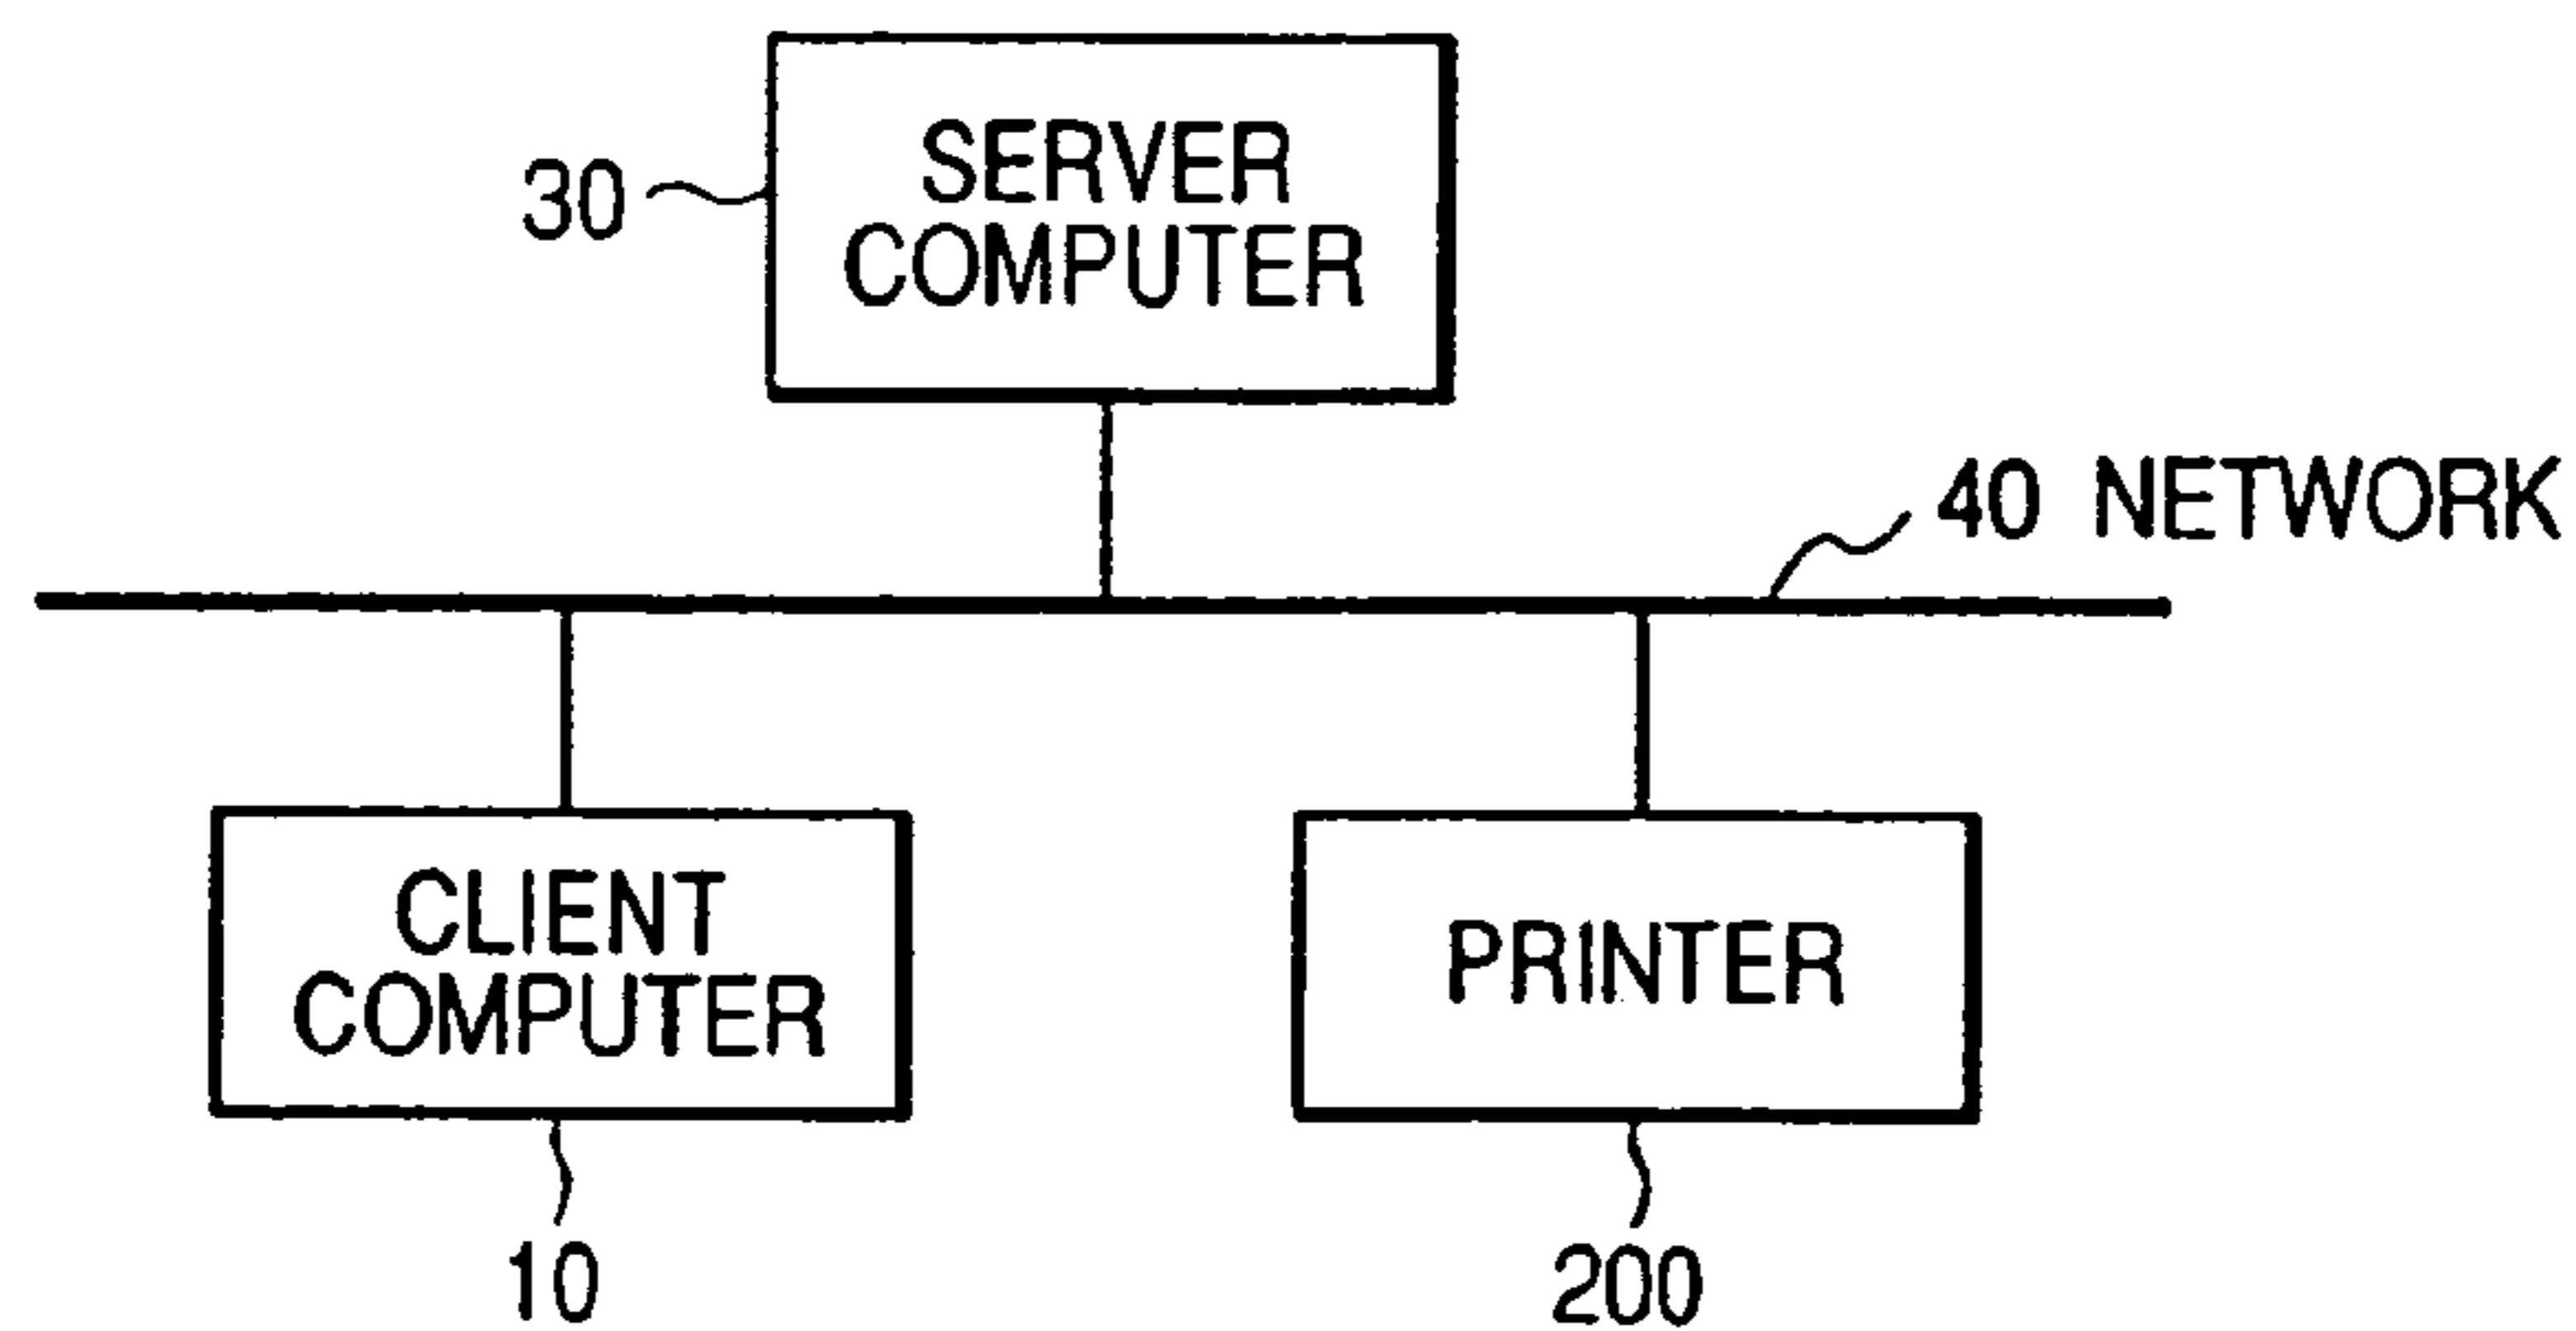 SERVER
COMPUTER
30
40 NETWORK
CLIENT
COMPUTER
PRINTER
10
200